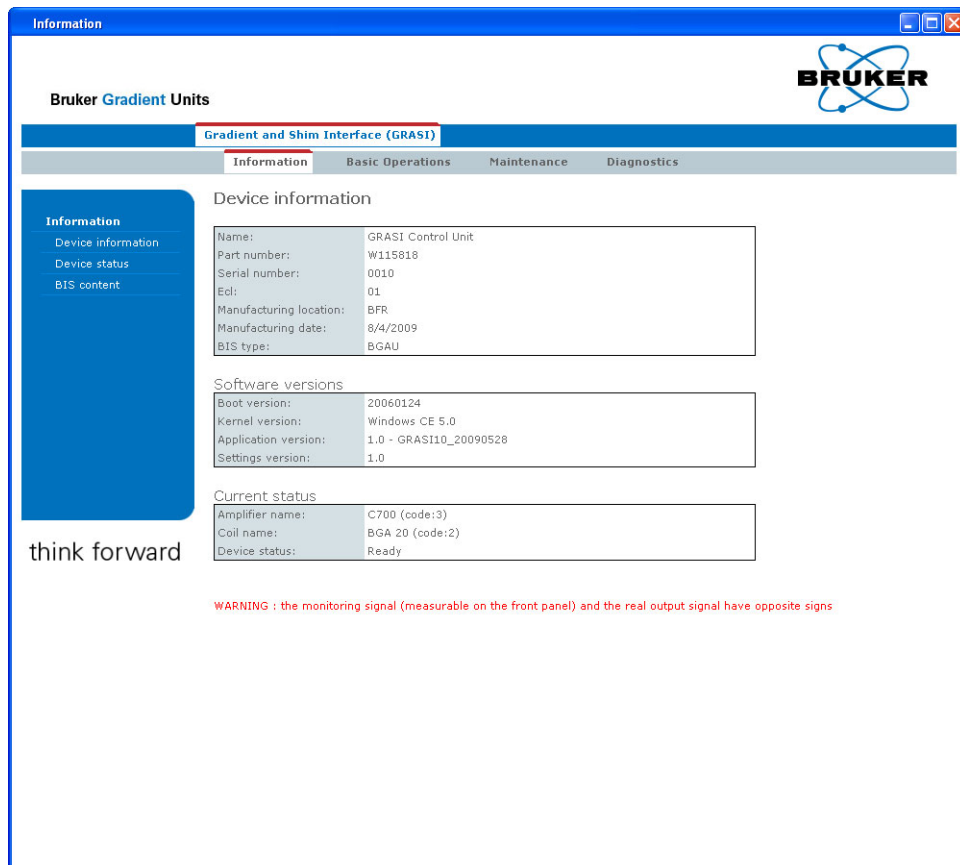 Information
BRUKER
Bruker Gradient Units
Gradient and Shim Interface (GRASI)
Information Basic Operations Maintenance Diagnostics
Information
Device information
Device status
BIS content
think forward
Device information
Name: GRASI Control Unit
Part number: W115818
Serial number: 0010
Ecl: 01
Manufacturing location: BFR
Manufacturing date: 8/4/2009
BIS type: BGAU
Software versions
Boot version: 20060124
Kernel version: Windows CE 5.0
Application version: 1.0 - GRASI10_20090528
Settings version: 1.0
Current status
Amplifier name: C700 (code:3)
Coil name: BGA 20 (code:2)
Device status: Ready
WARNING : the monitoring signal (measurable on the front panel) and the real output signal have opposite signs